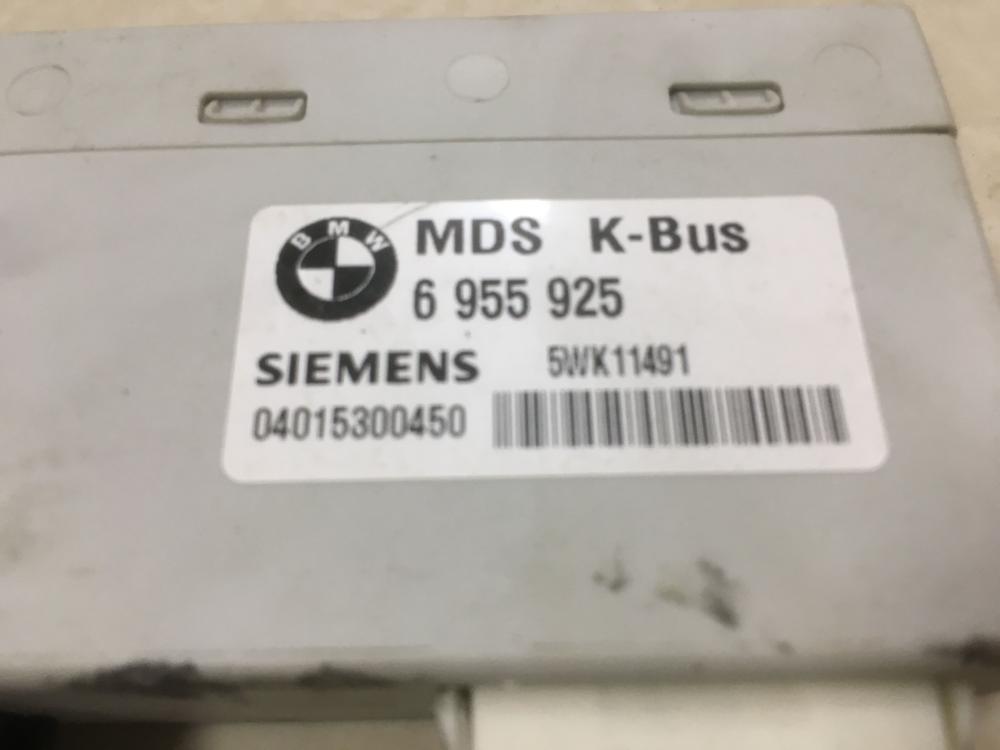 BMW
MDS K-Bus
6 955 925
SIEMENS 5WK11491
04015300450